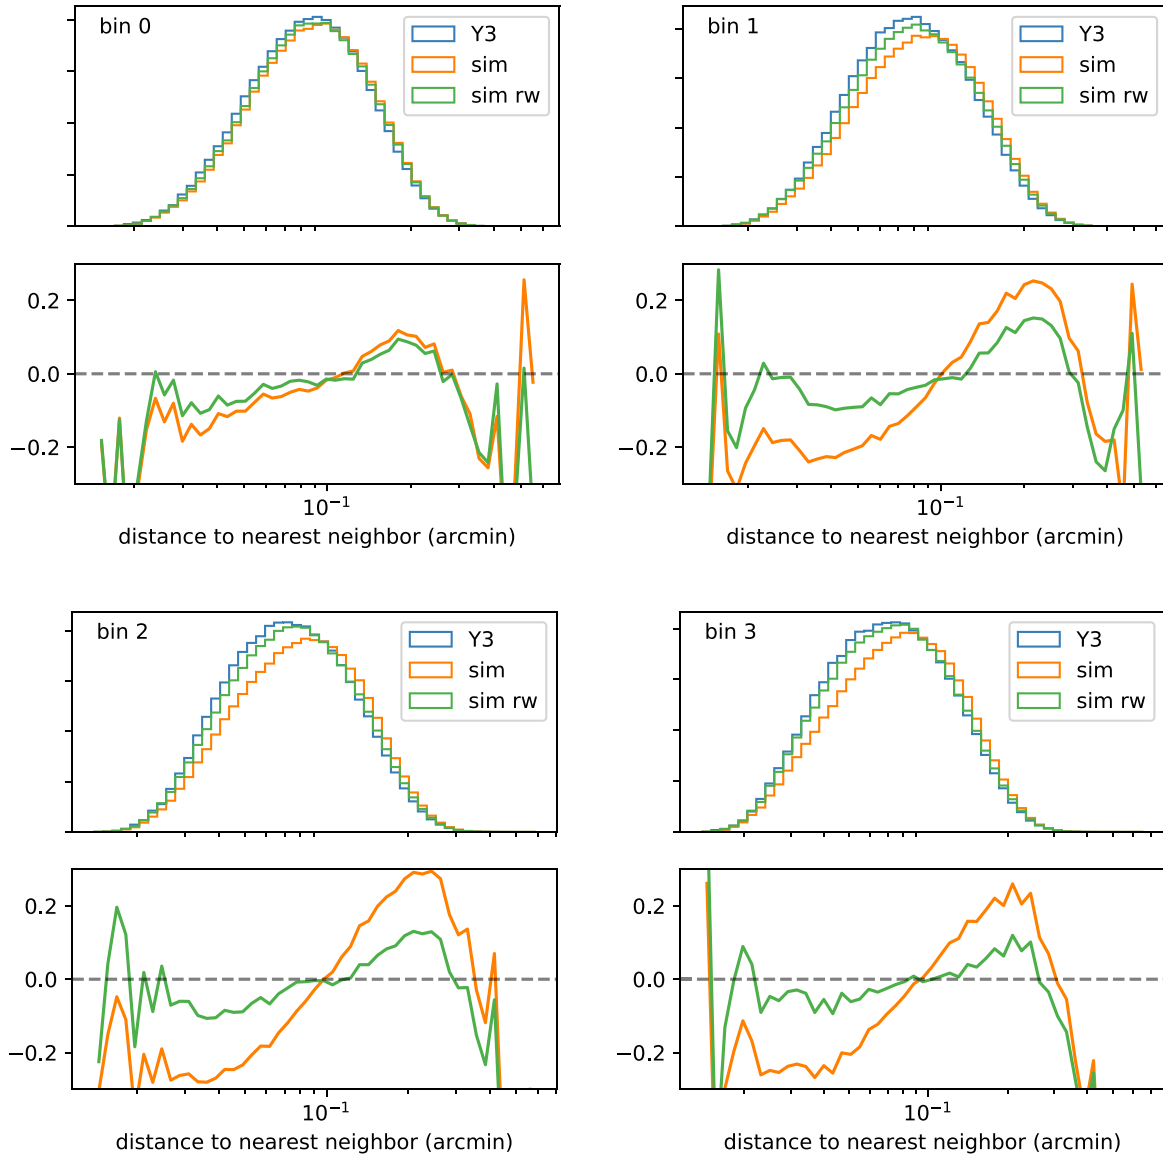 bin 0
Y3
sim
sim rw
bin 1
Y3
sim
sim rw
0.2
0.0
−0.2
10⁻¹
distance to nearest neighbor (arcmin)
0.2
0.0
−0.2
10⁻¹
distance to nearest neighbor (arcmin)
bin 2
Y3
sim
sim rw
bin 3
Y3
sim
sim rw
0.2
0.0
−0.2
10⁻¹
distance to nearest neighbor (arcmin)
0.2
0.0
−0.2
10⁻¹
distance to nearest neighbor (arcmin)